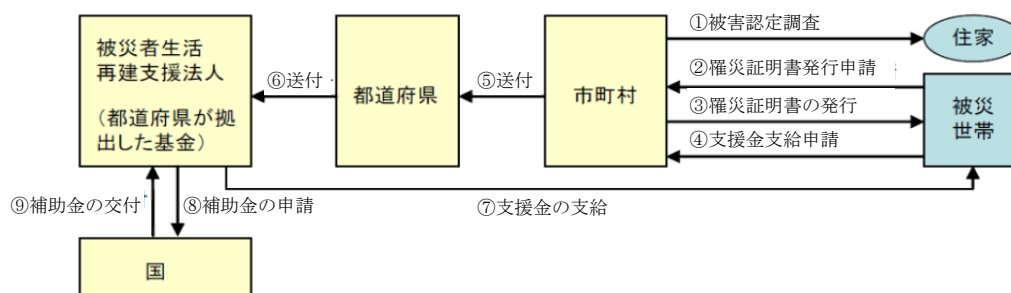 被災者生活
再建支援法人
（都道府県が拠
出した基金）
⑥送付
都道府県
⑤送付
市町村
①被害認定調査
住家
②罹災証明書発行申請
③罹災証明書の発行
④支援金支給申請
被災
世帯
⑨補助金の交付
⑧補助金の申請
⑦支援金の支給
国